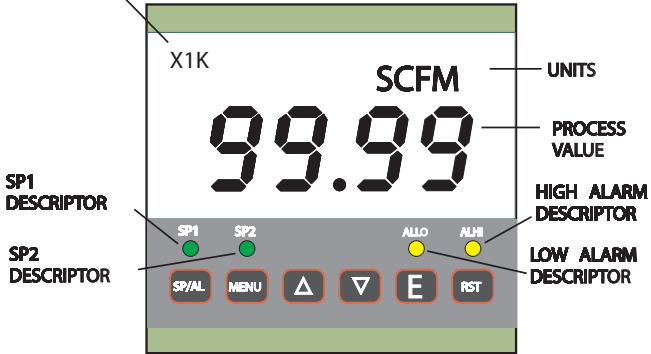 X1K
SCFM
UNITS
99.99
PROCESS
VALUE
SP1
DESCRIPTOR
HIGH ALARM
DESCRIPTOR
SP1
SP2
ALLO
ALHI
SP2
DESCRIPTOR
LOW ALARM
DESCRIPTOR
SP/AL
MENU
E
RST